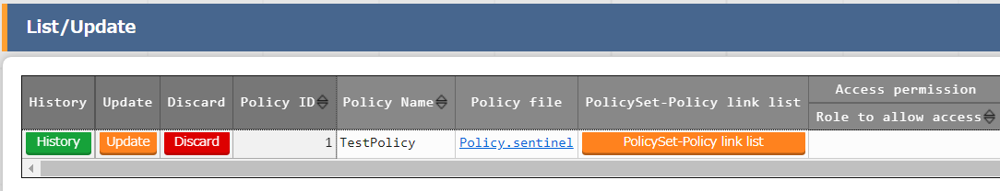 List/Update
Access permission
History Update Discard Policy ID Policy Name Policy file PolicySet-Policy link list
Role to allow access
History Update Discard 1 TestPolicy Policy.sentinel PolicySet-Policy link list